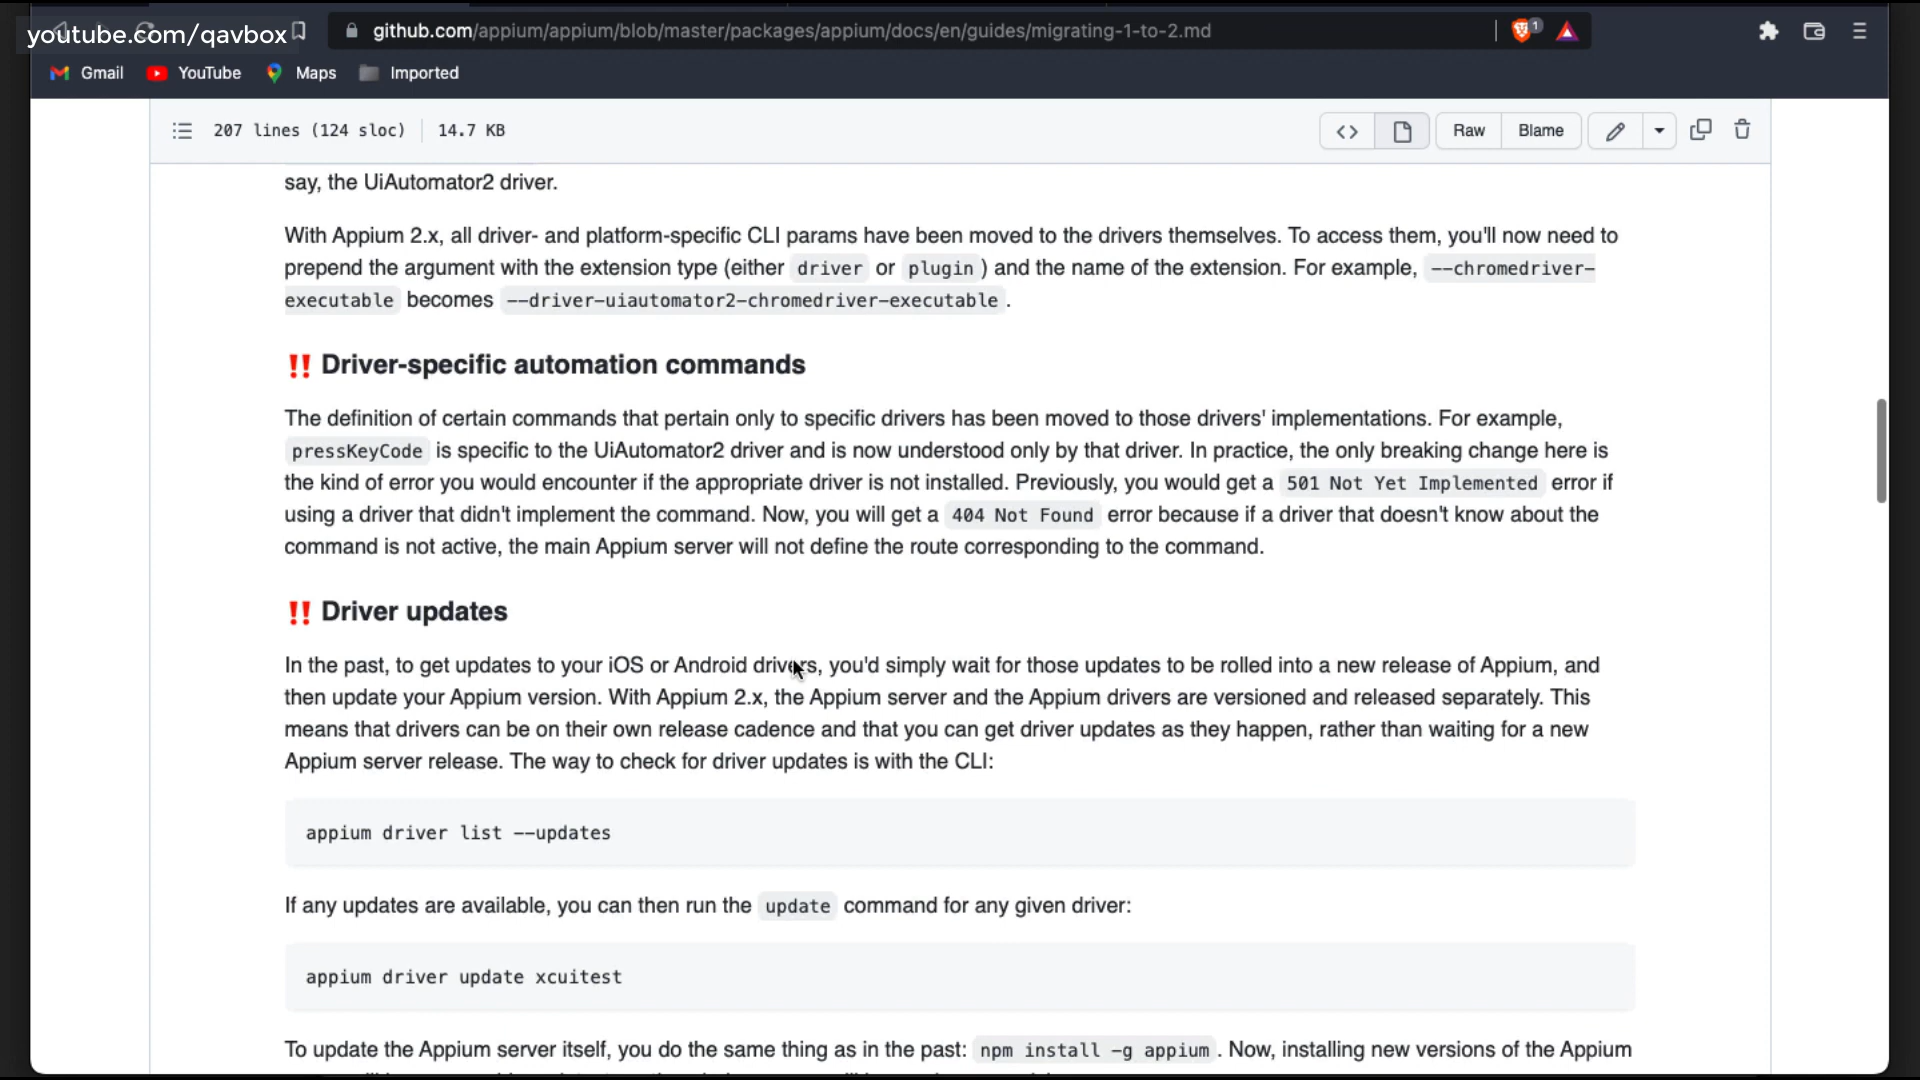 youtube.com/qavbox
github.com/appium/appium/blob/master/packages/appium/docs/en/guides/migrating-1-to-2.md
1
Gmail YouTube Maps Imported
207 lines (124 sloc) 14.7 KB Raw Blame
say, the UiAutomator2 driver.
With Appium 2.x, all driver- and platform-specific CLI params have been moved to the drivers themselves. To access them, you'll now need to
prepend the argument with the extension type (either driver or plugin ) and the name of the extension. For example, --chromedriver-
executable becomes --driver-uiautomator2-chromedriver-executable .
‼ Driver-specific automation commands
The definition of certain commands that pertain only to specific drivers has been moved to those drivers' implementations. For example,
pressKeyCode is specific to the UiAutomator2 driver and is now understood only by that driver. In practice, the only breaking change here is
the kind of error you would encounter if the appropriate driver is not installed. Previously, you would get a 501 Not Yet Implemented error if
using a driver that didn't implement the command. Now, you will get a 404 Not Found error because if a driver that doesn't know about the
command is not active, the main Appium server will not define the route corresponding to the command.
‼ Driver updates
In the past, to get updates to your iOS or Android drivers, you'd simply wait for those updates to be rolled into a new release of Appium, and
then update your Appium version. With Appium 2.x, the Appium server and the Appium drivers are versioned and released separately. This
means that drivers can be on their own release cadence and that you can get driver updates as they happen, rather than waiting for a new
Appium server release. The way to check for driver updates is with the CLI:
appium driver list --updates
If any updates are available, you can then run the update command for any given driver:
appium driver update xcuitest
To update the Appium server itself, you do the same thing as in the past: npm install -g appium . Now, installing new versions of the Appium